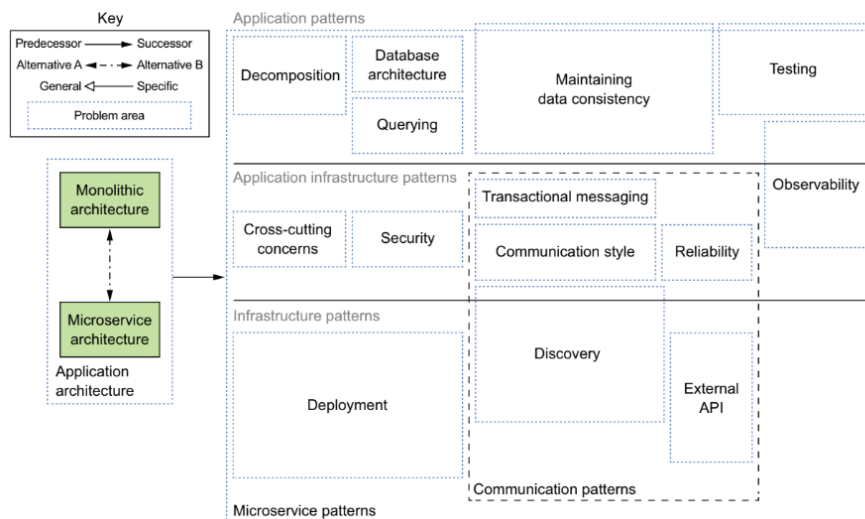 Key
Predecessor
Successor
Alternative A
Alternative B
General
Specific
Problem area
Monolithic
architecture
Microservice
architecture
Application
architecture
Application patterns
Decomposition
Database
architecture
Querying
Maintaining
data consistency
Testing
Observability
Application infrastructure patterns
Cross-cutting
concerns
Security
Transactional messaging
Communication style
Reliability
Infrastructure patterns
Deployment
Discovery
External
API
Communication patterns
Microservice patterns